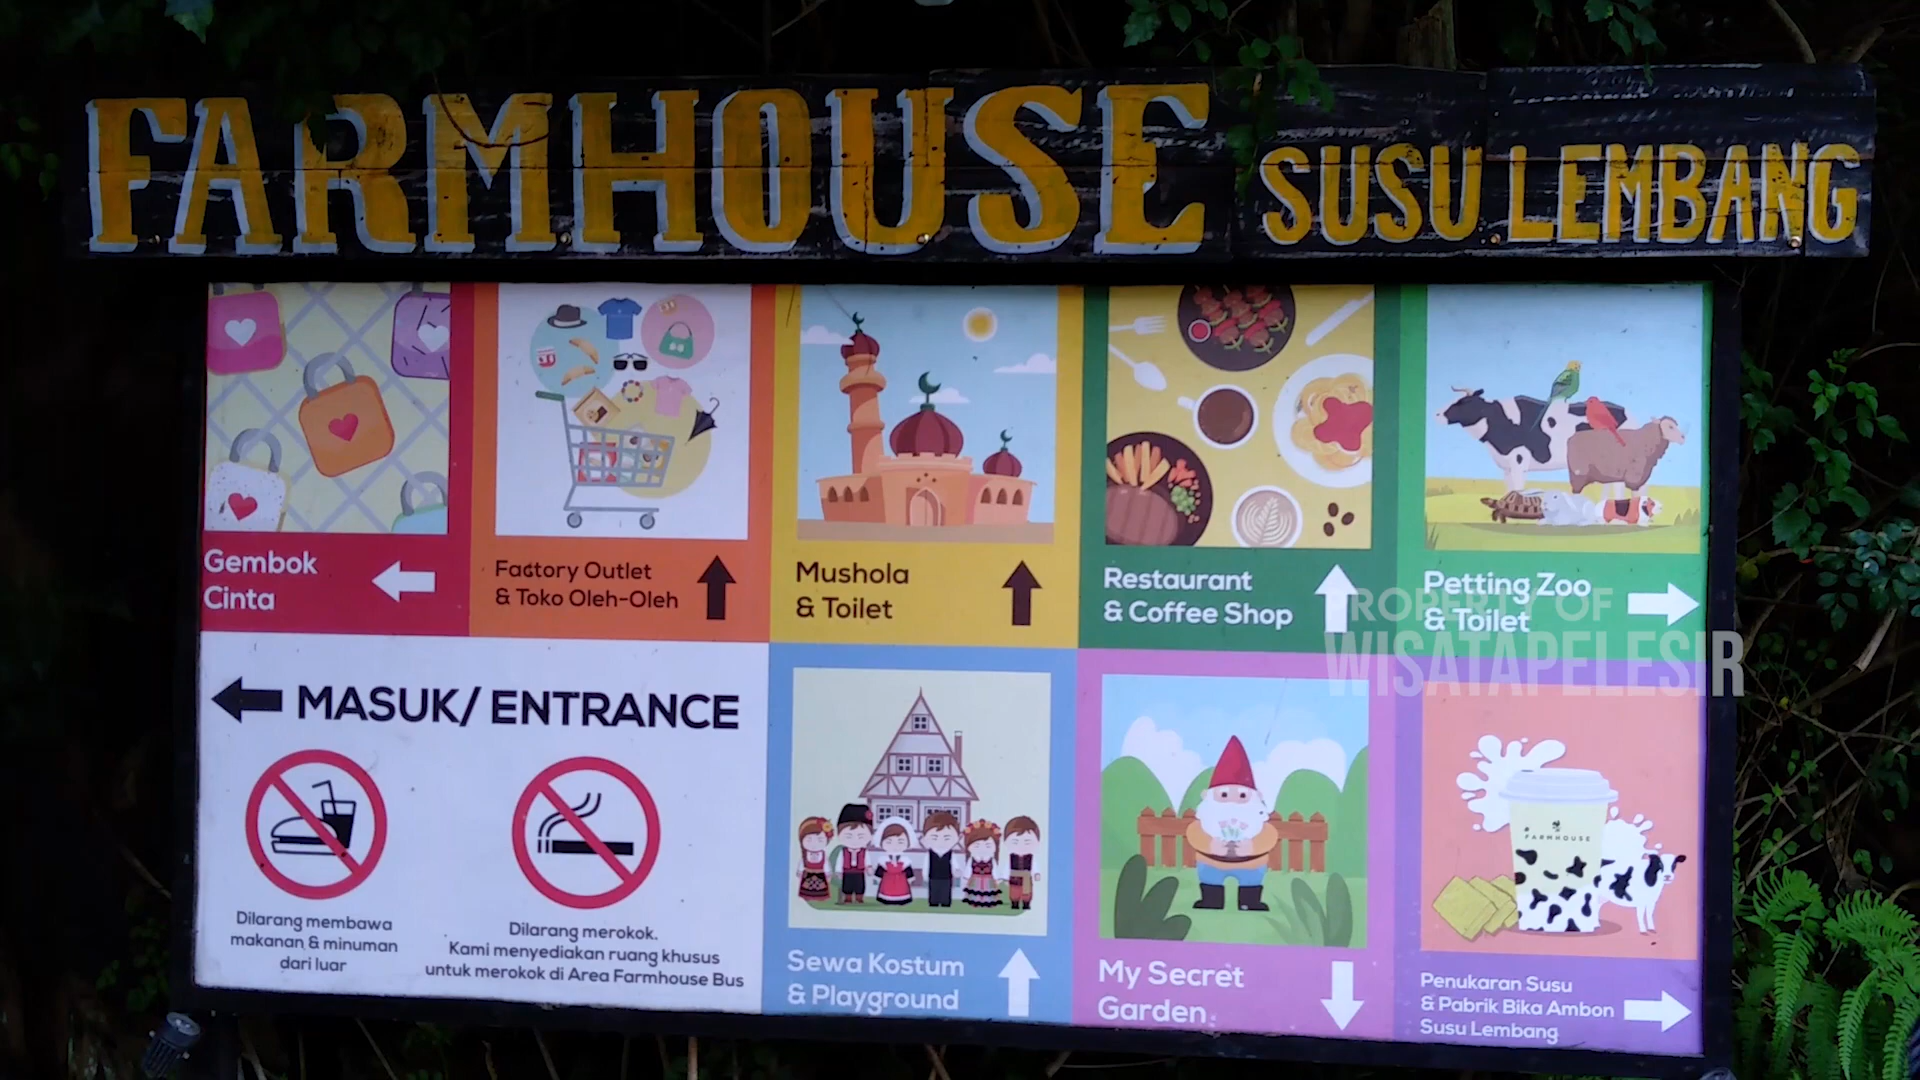 FARMHOUSE SUSU LEMBANG
Gembok
Cinta
Factory Outlet
& Toko Oleh-Oleh
Mushola
& Toilet
Restaurant
& Coffee Shop
Petting Zoo
& Toilet
PROPERTY OF
WISATAPELESIR
MASUK/ ENTRANCE
Dilarang membawa
makanan & minuman
dari luar
Dilarang merokok.
Kami menyediakan ruang khusus
untuk merokok di Area Farmhouse Bus
Sewa Kostum
& Playground
My Secret
Garden
FARMHOUSE
Penukaran Susu
& Pabrik Bika Ambon
Susu Lembang